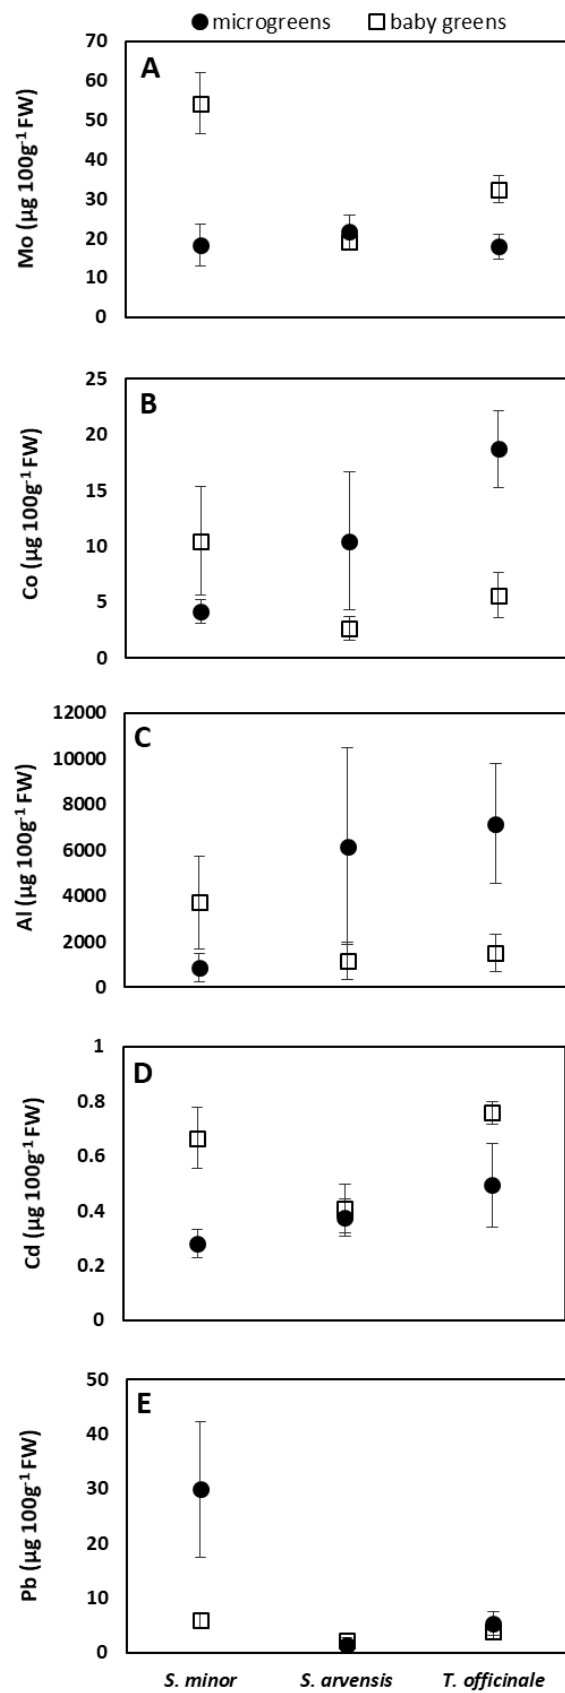 microgreens baby greens
A
Mo (µg 100g⁻¹ FW)
70
60
50
40
30
20
10
0
B
Co (µg 100g⁻¹ FW)
25
20
15
10
5
0
C
Al (µg 100g⁻¹ FW)
12000
10000
8000
6000
4000
2000
0
D
Cd (µg 100g⁻¹ FW)
1
0.8
0.6
0.4
0.2
0
E
Pb (µg 100g⁻¹ FW)
50
40
30
20
10
0
S. minor S. arvensis T. officinale